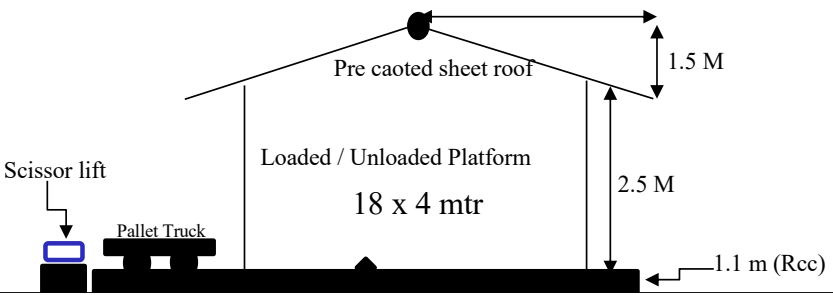 Pre caoted sheet roof
1.5 M
Loaded / Unloaded Platform
Scissor lift
2.5 M
18 x 4 mtr
Pallet Truck
1.1 m (Rcc)